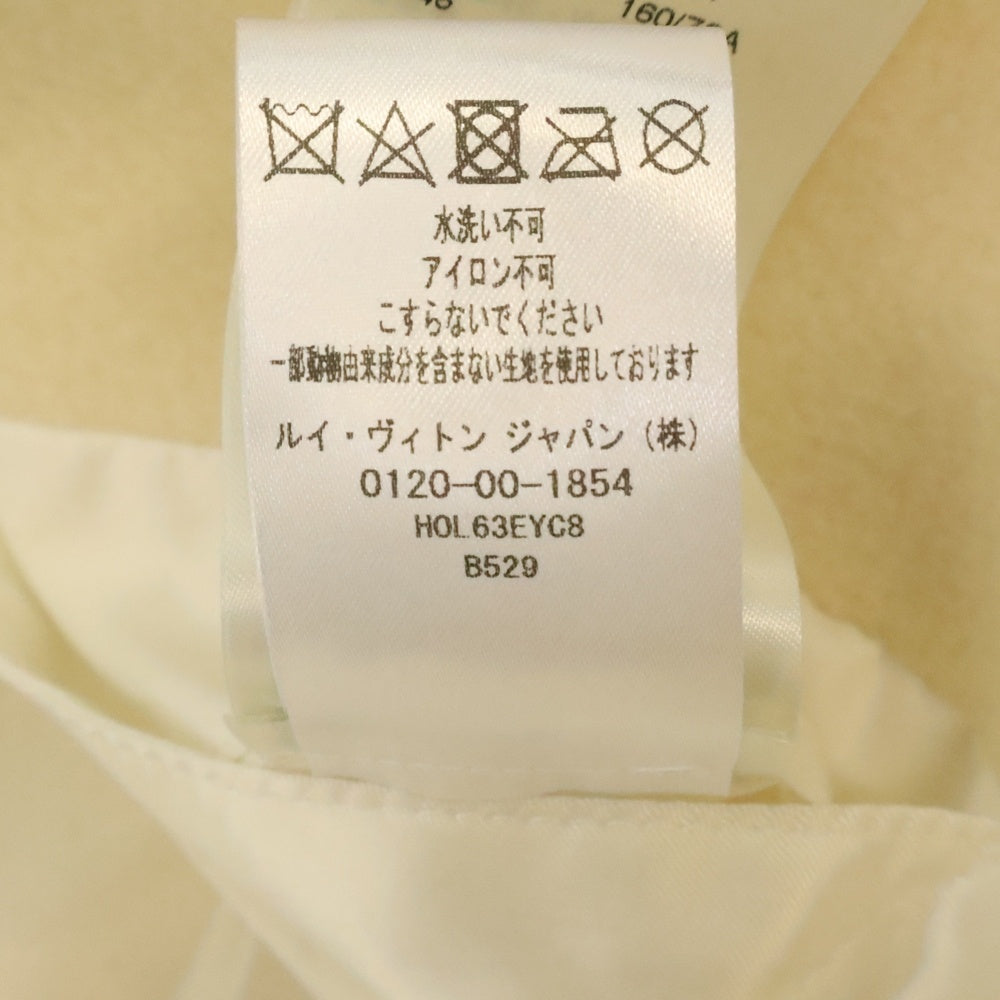 水洗い不可
アイロン不可
こすらないでください
一部動物由来成分を含まない生地を使用しております
ルイ・ヴィトン ジャパン（株）
0120-00-1854
HOL63EYC8
B529